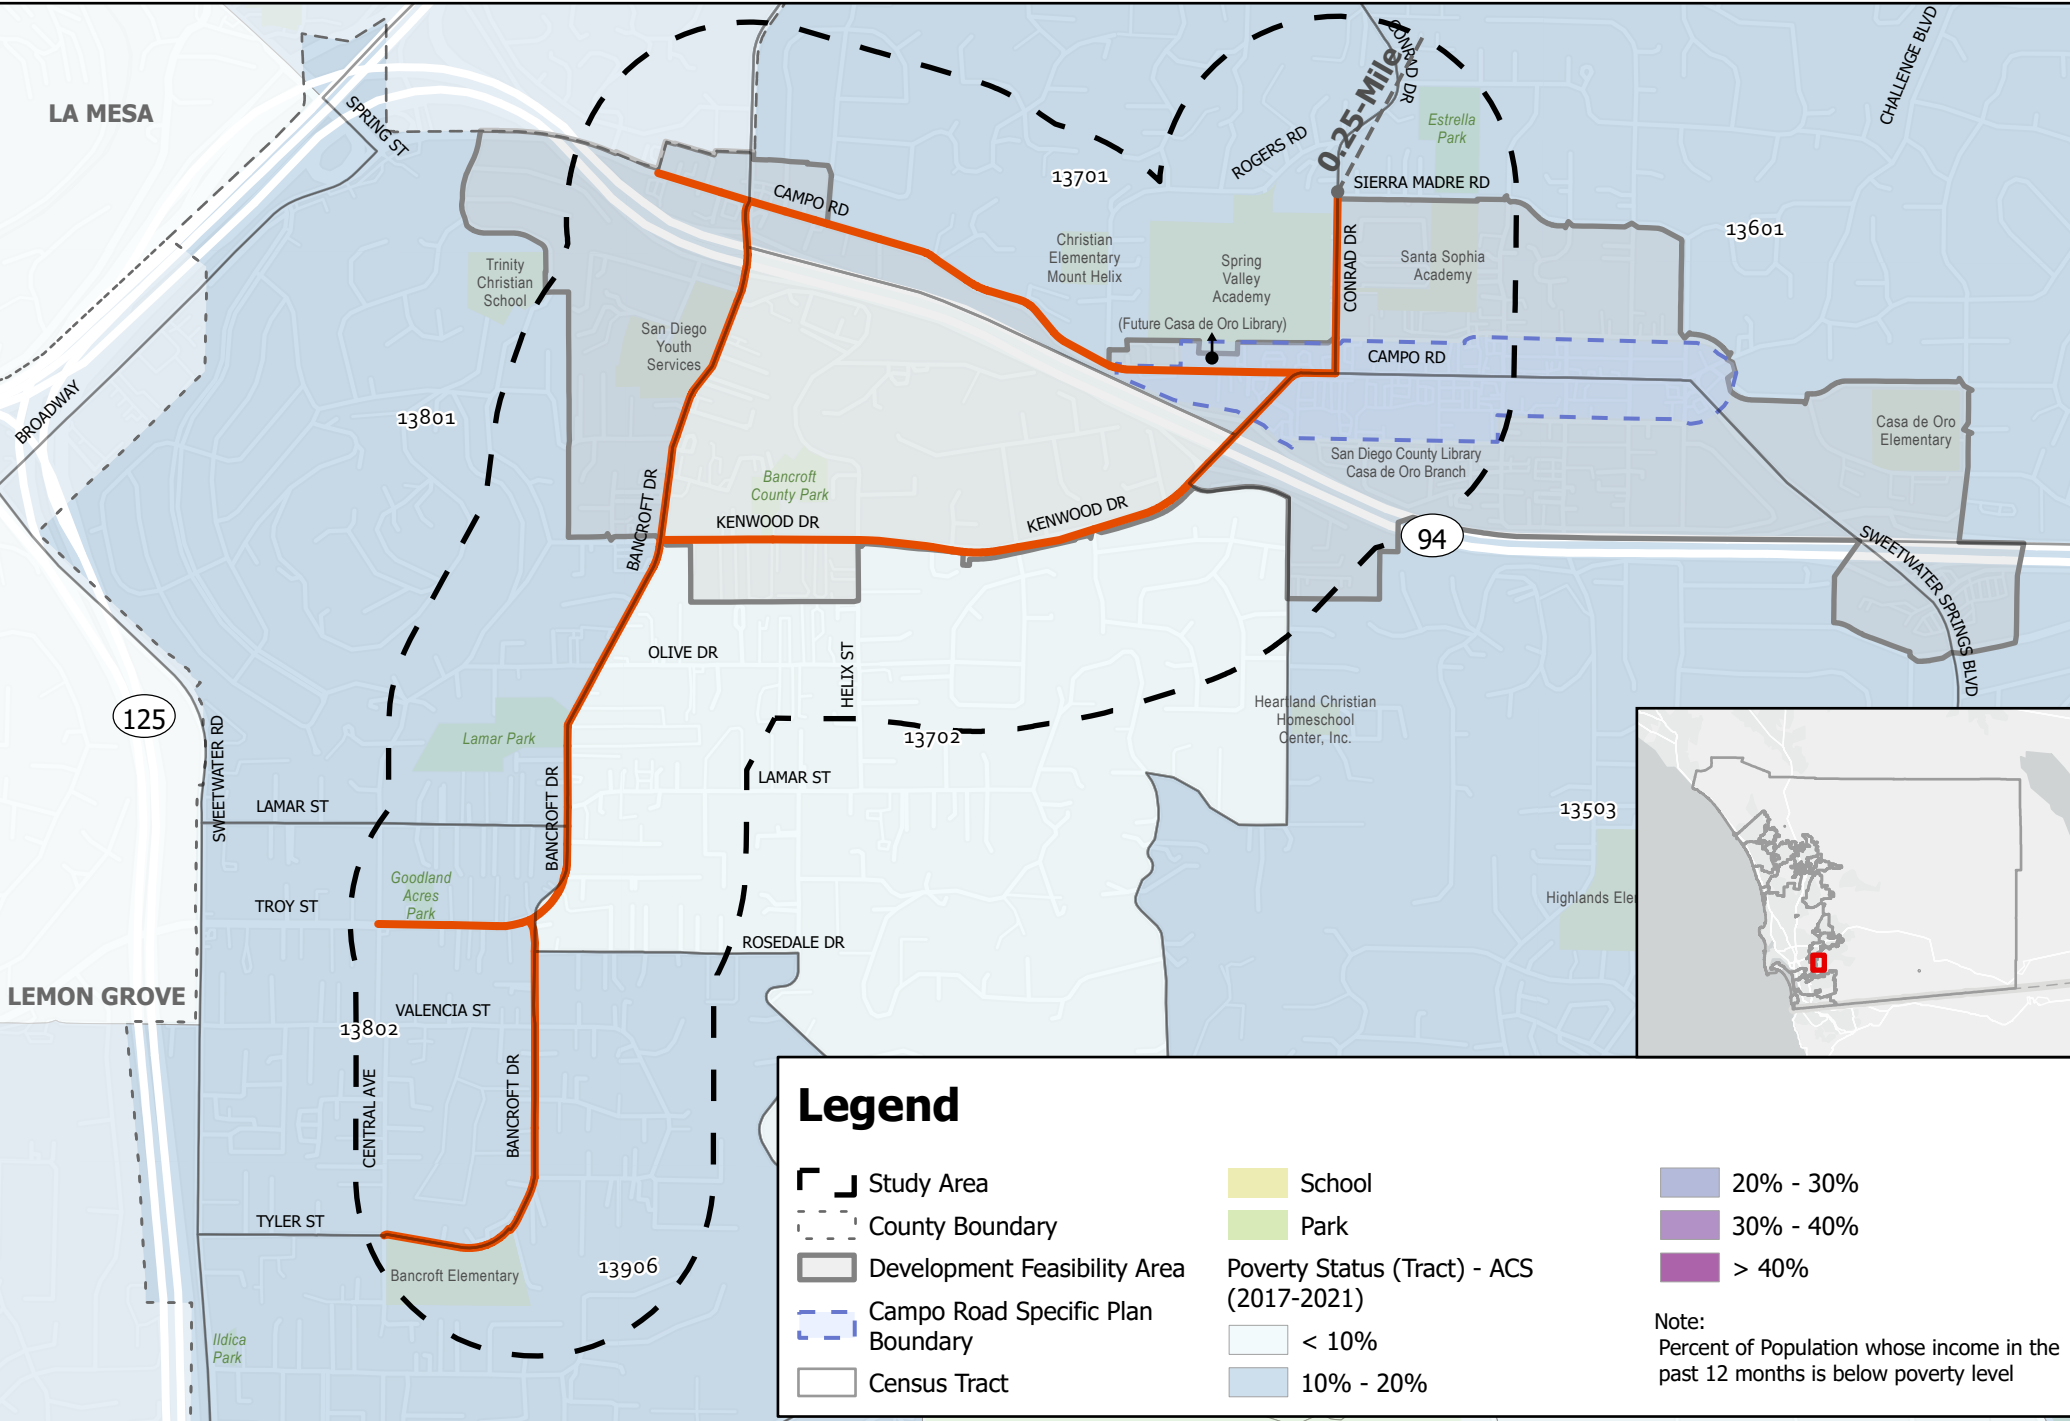 LA MESA
SPRING ST
CONRAD DR
CHALLENGE BLVD
0.25-Mile
Estrella
Park
ROGERS RD
13701
SIERRA MADRE RD
CAMPO RD
13601
Christian
Elementary
Mount Helix
Spring
Valley
Academy
CONRAD DR
Santa Sophia
Academy
Trinity
Christian
School
San Diego
Youth
Services
(Future Casa de Oro Library)
CAMPO RD
BROADWAY
13801
Casa de Oro
Elementary
San Diego County Library
Casa de Oro Branch
Bancroft
County Park
BANCROFT DR
KENWOOD DR
KENWOOD DR
94
SWEETWATER SPRINGS BLVD
OLIVE DR
HELIX ST
125
SWEETWATER RD
Lamar Park
13702
Heartland Christian
Homeschool
Center, Inc.
LAMAR ST
LAMAR ST
BANCROFT DR
13503
Goodland
Acres
Park
TROY ST
Highlands Ele
ROSEDALE DR
LEMON GROVE
VALENCIA ST
13802
CENTRAL AVE
BANCROFT DR
TYLER ST
Bancroft Elementary
13906
Ildica
Park
Legend
Study Area
County Boundary
Development Feasibility Area
Campo Road Specific Plan
Boundary
Census Tract
School
Park
Poverty Status (Tract) - ACS
(2017-2021)
< 10%
10% - 20%
20% - 30%
30% - 40%
> 40%
Note:
Percent of Population whose income in the
past 12 months is below poverty level